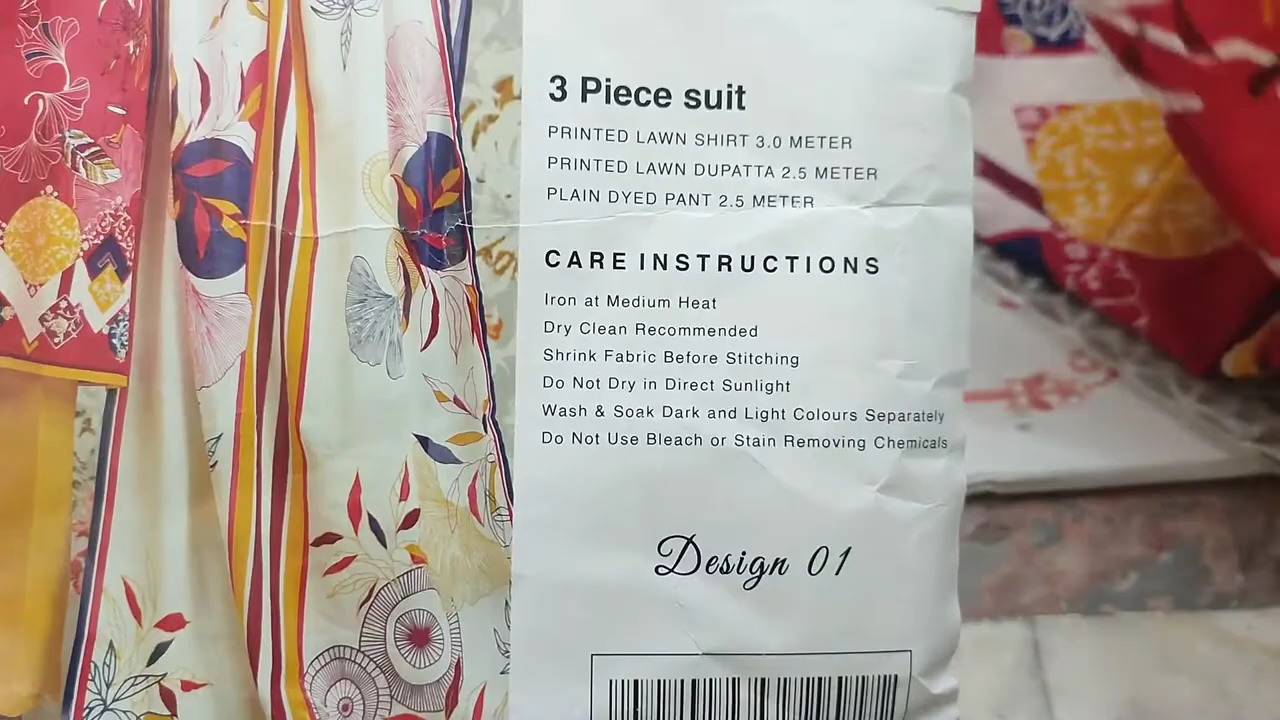 3 Piece suit
PRINTED LAWN SHIRT 3.0 METER
PRINTED LAWN DUPATTA 2.5 METER
PLAIN DYED PANT 2.5 METER
CARE INSTRUCTIONS
Iron at Medium Heat
Dry Clean Recommended
Shrink Fabric Before Stitching
Do Not Dry in Direct Sunlight
Wash & Soak Dark and Light Colours Separately
Do Not Use Bleach or Stain Removing Chemicals
Design 01